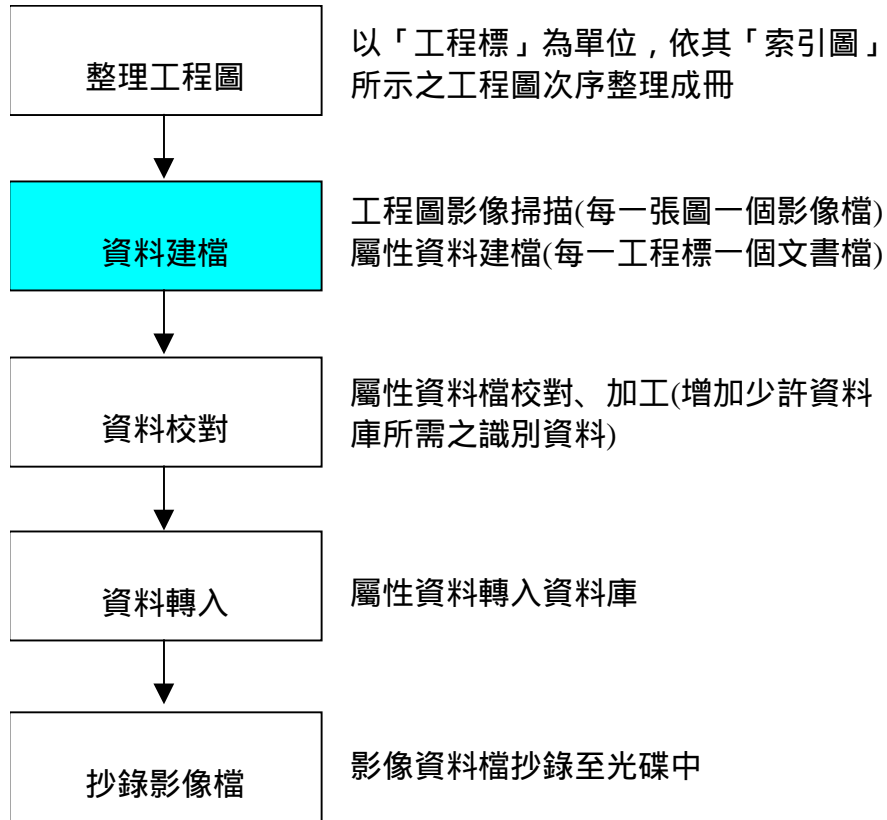 整理工程圖
以「工程標」為單位，依其「索引圖」
所示之工程圖次序整理成冊
資料建檔
工程圖影像掃描(每一張圖一個影像檔)
屬性資料建檔(每一工程標一個文書檔)
資料校對
屬性資料檔校對、加工(增加少許資料
庫所需之識別資料)
資料轉入
屬性資料轉入資料庫
抄錄影像檔
影像資料檔抄錄至光碟中